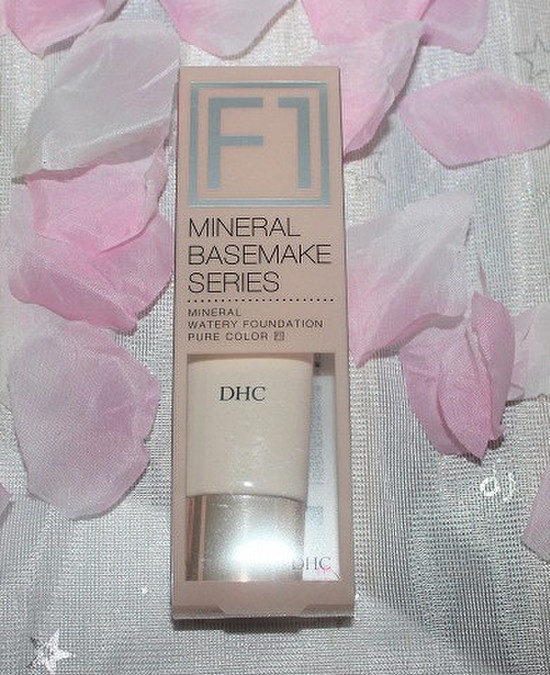 F1
MINERAL
BASEMAKE
SERIES
MINERAL
WATERY FOUNDATION
PURE COLOR
DHC
DHC